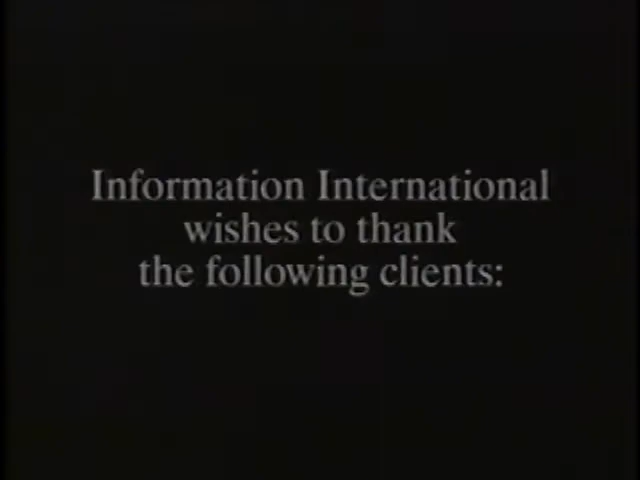 Information International
wishes to thank
the following clients: